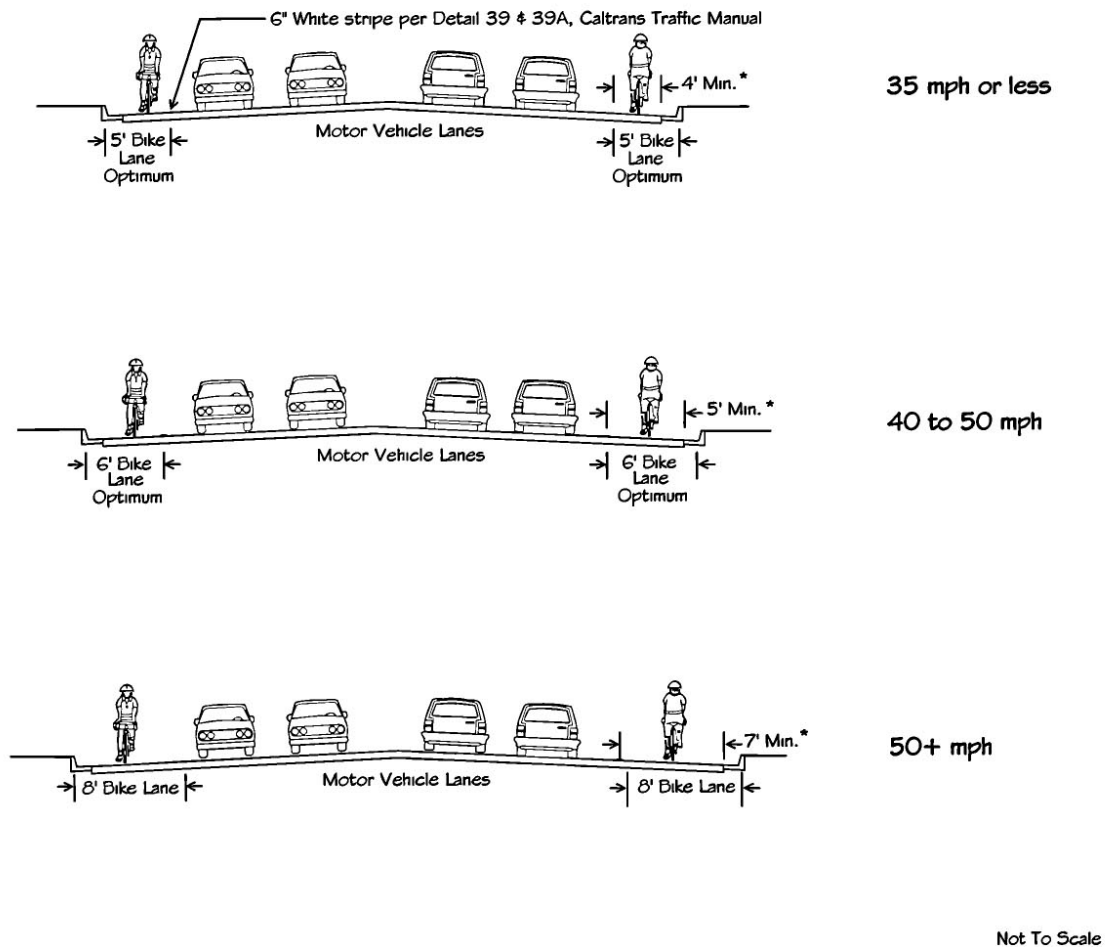 6" White stripe per Detail 39 & 39A, Caltrans Traffic Manual
4' Min.*
35 mph or less
Motor Vehicle Lanes
5' Bike
Lane
Optimum
5' Bike
Lane
Optimum
5' Min.*
40 to 50 mph
Motor Vehicle Lanes
6' Bike
Lane
Optimum
6' Bike
Lane
Optimum
7' Min.*
50+ mph
8' Bike Lane
Motor Vehicle Lanes
8' Bike Lane
Not To Scale